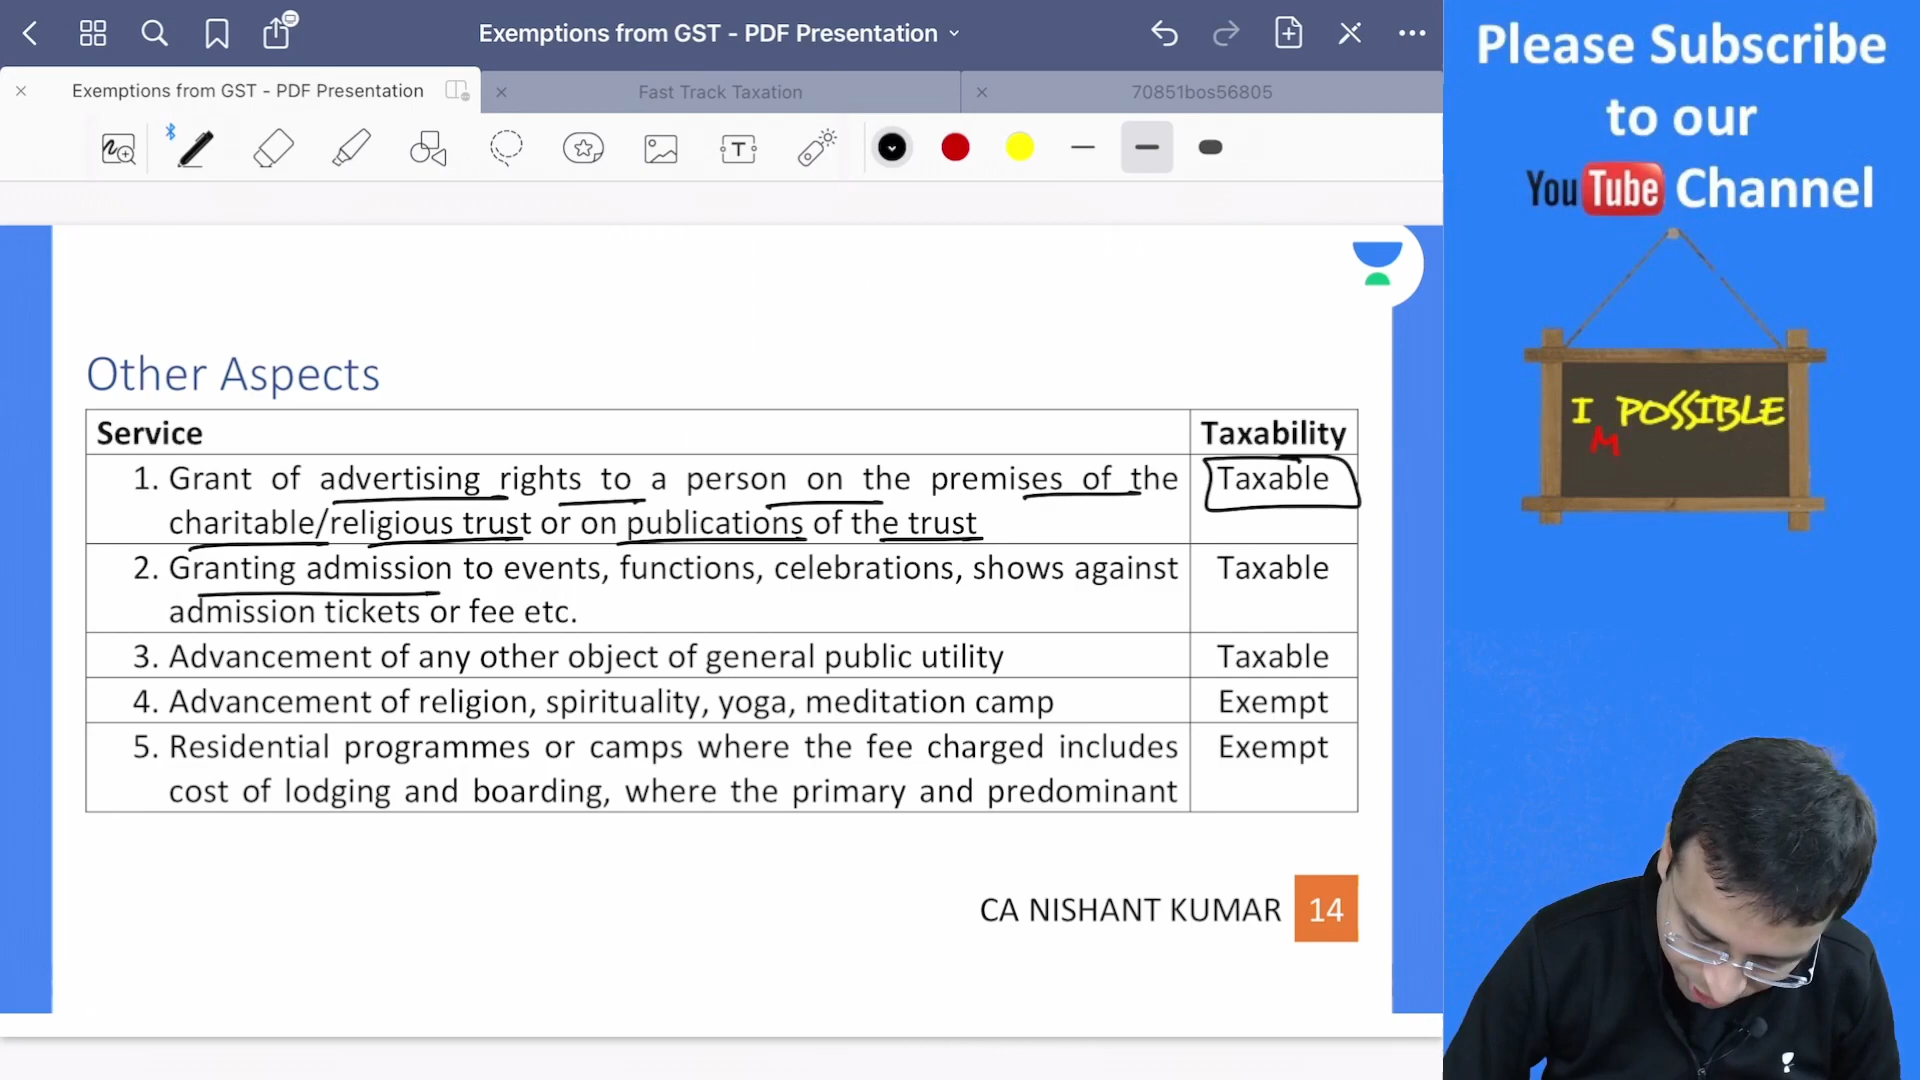 Exemptions from GST - PDF Presentation
Exemptions from GST - PDF Presentation
Fast Track Taxation
70851bos56805
T
Please Subscribe
to our
YouTube Channel
I POSSIBLE
M
Other Aspects
Service Taxability
1. Grant of advertising rights to a person on the premises of the Taxable
charitable/religious trust or on publications of the trust
2. Granting admission to events, functions, celebrations, shows against Taxable
admission tickets or fee etc.
3. Advancement of any other object of general public utility Taxable
4. Advancement of religion, spirituality, yoga, meditation camp Exempt
5. Residential programmes or camps where the fee charged includes Exempt
cost of lodging and boarding, where the primary and predominant
CA NISHANT KUMAR 14